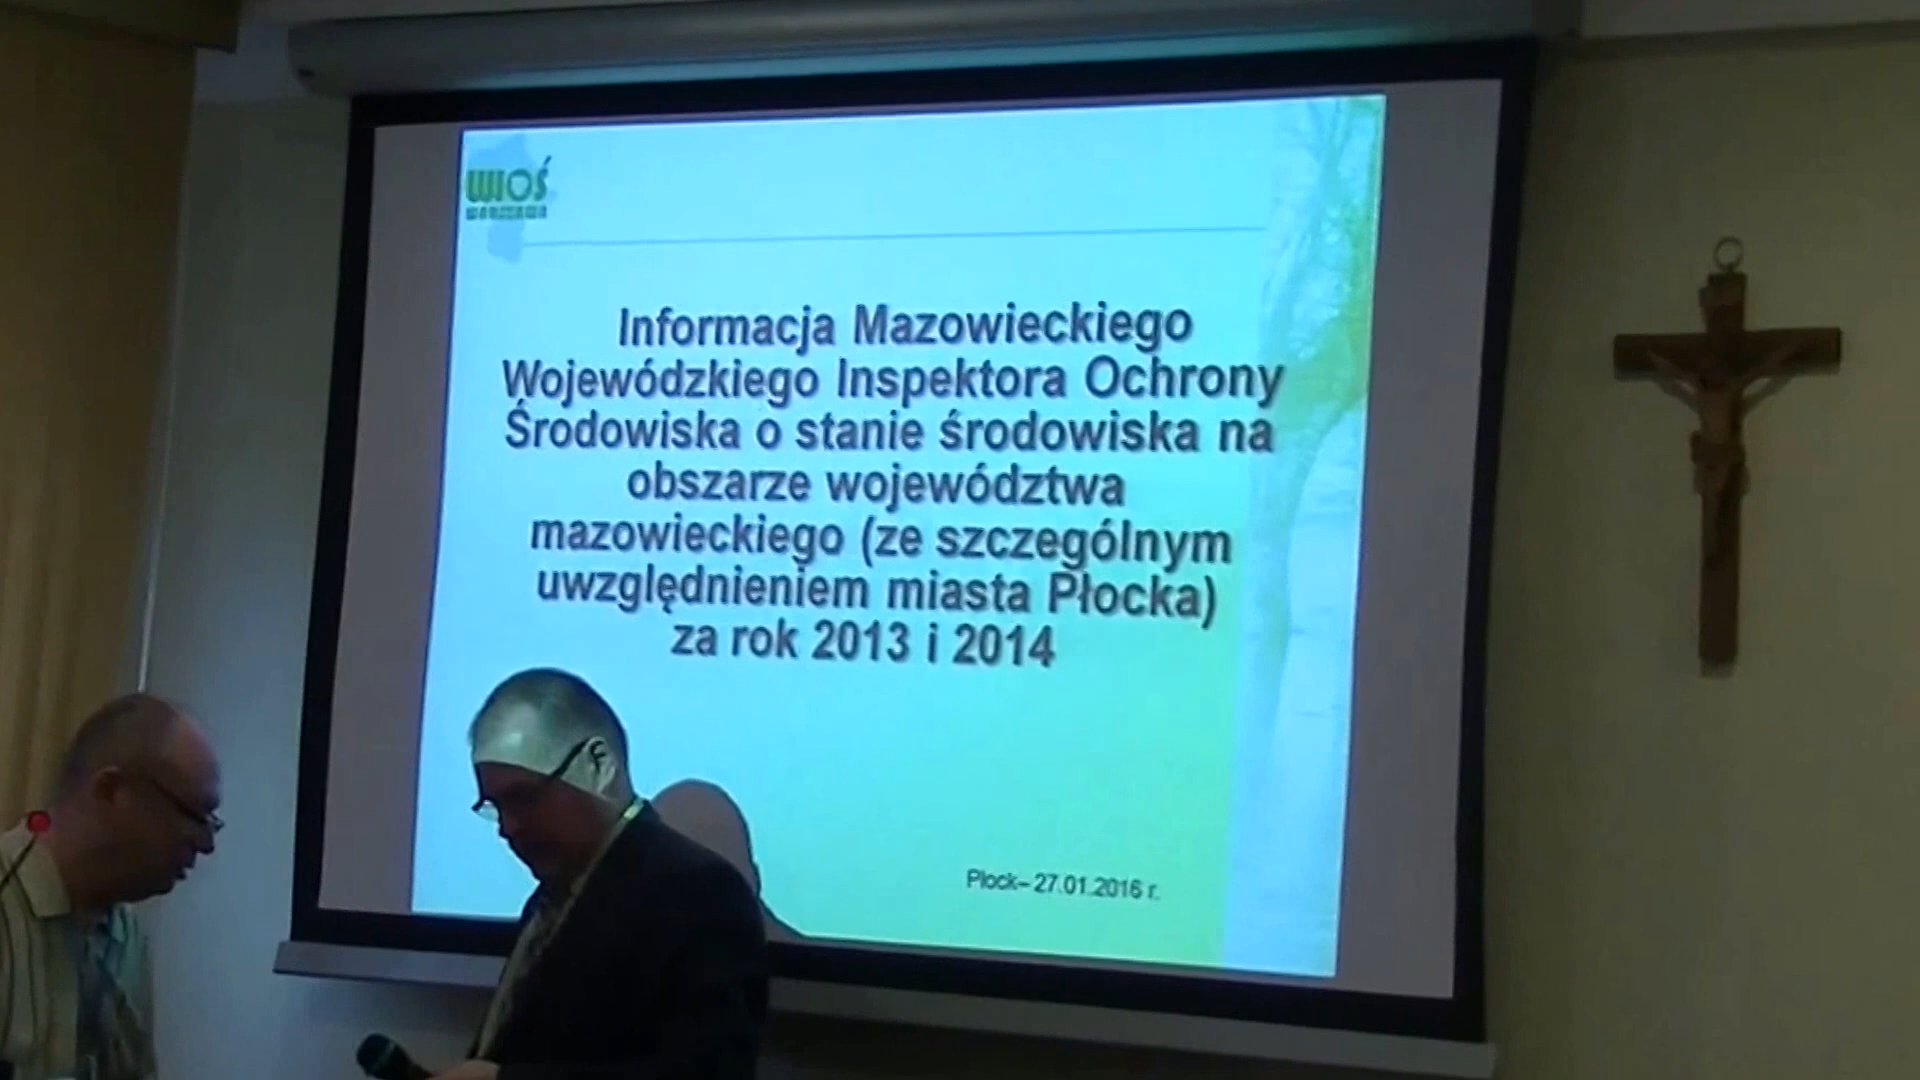 WIOŚ
WARSZAWA
Informacja Mazowieckiego
Wojewódzkiego Inspektora Ochrony
Środowiska o stanie środowiska na
obszarze województwa
mazowieckiego (ze szczególnym
uwzględnieniem miasta Płocka)
za rok 2013 i 2014
Płock– 27.01.2016 r.